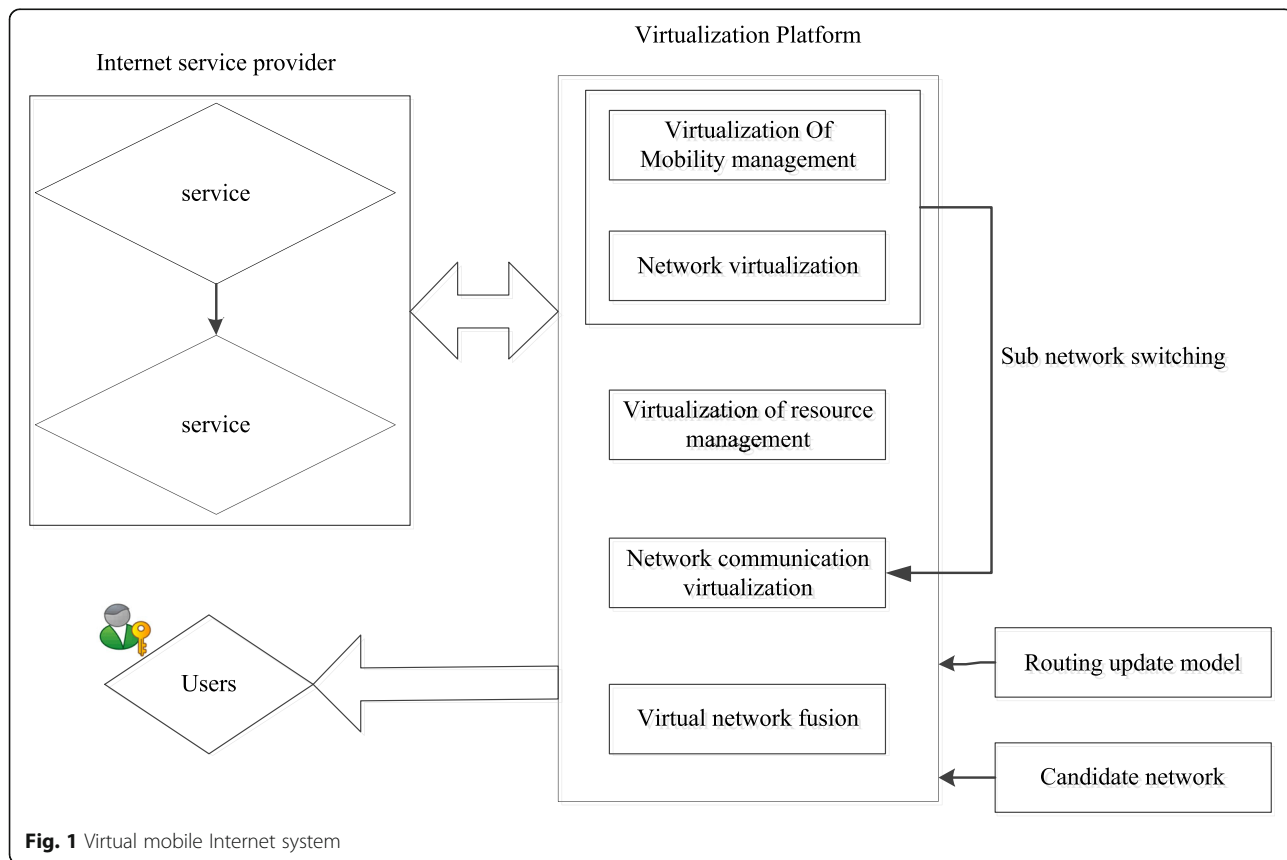 Virtualization Platform
Internet service provider
service
service
Virtualization Of
Mobility management
Network virtualization
Sub network switching
Virtualization of resource
management
Network communication
virtualization
Users
Virtual network fusion
Routing update model
Candidate network
Fig. 1 Virtual mobile Internet system